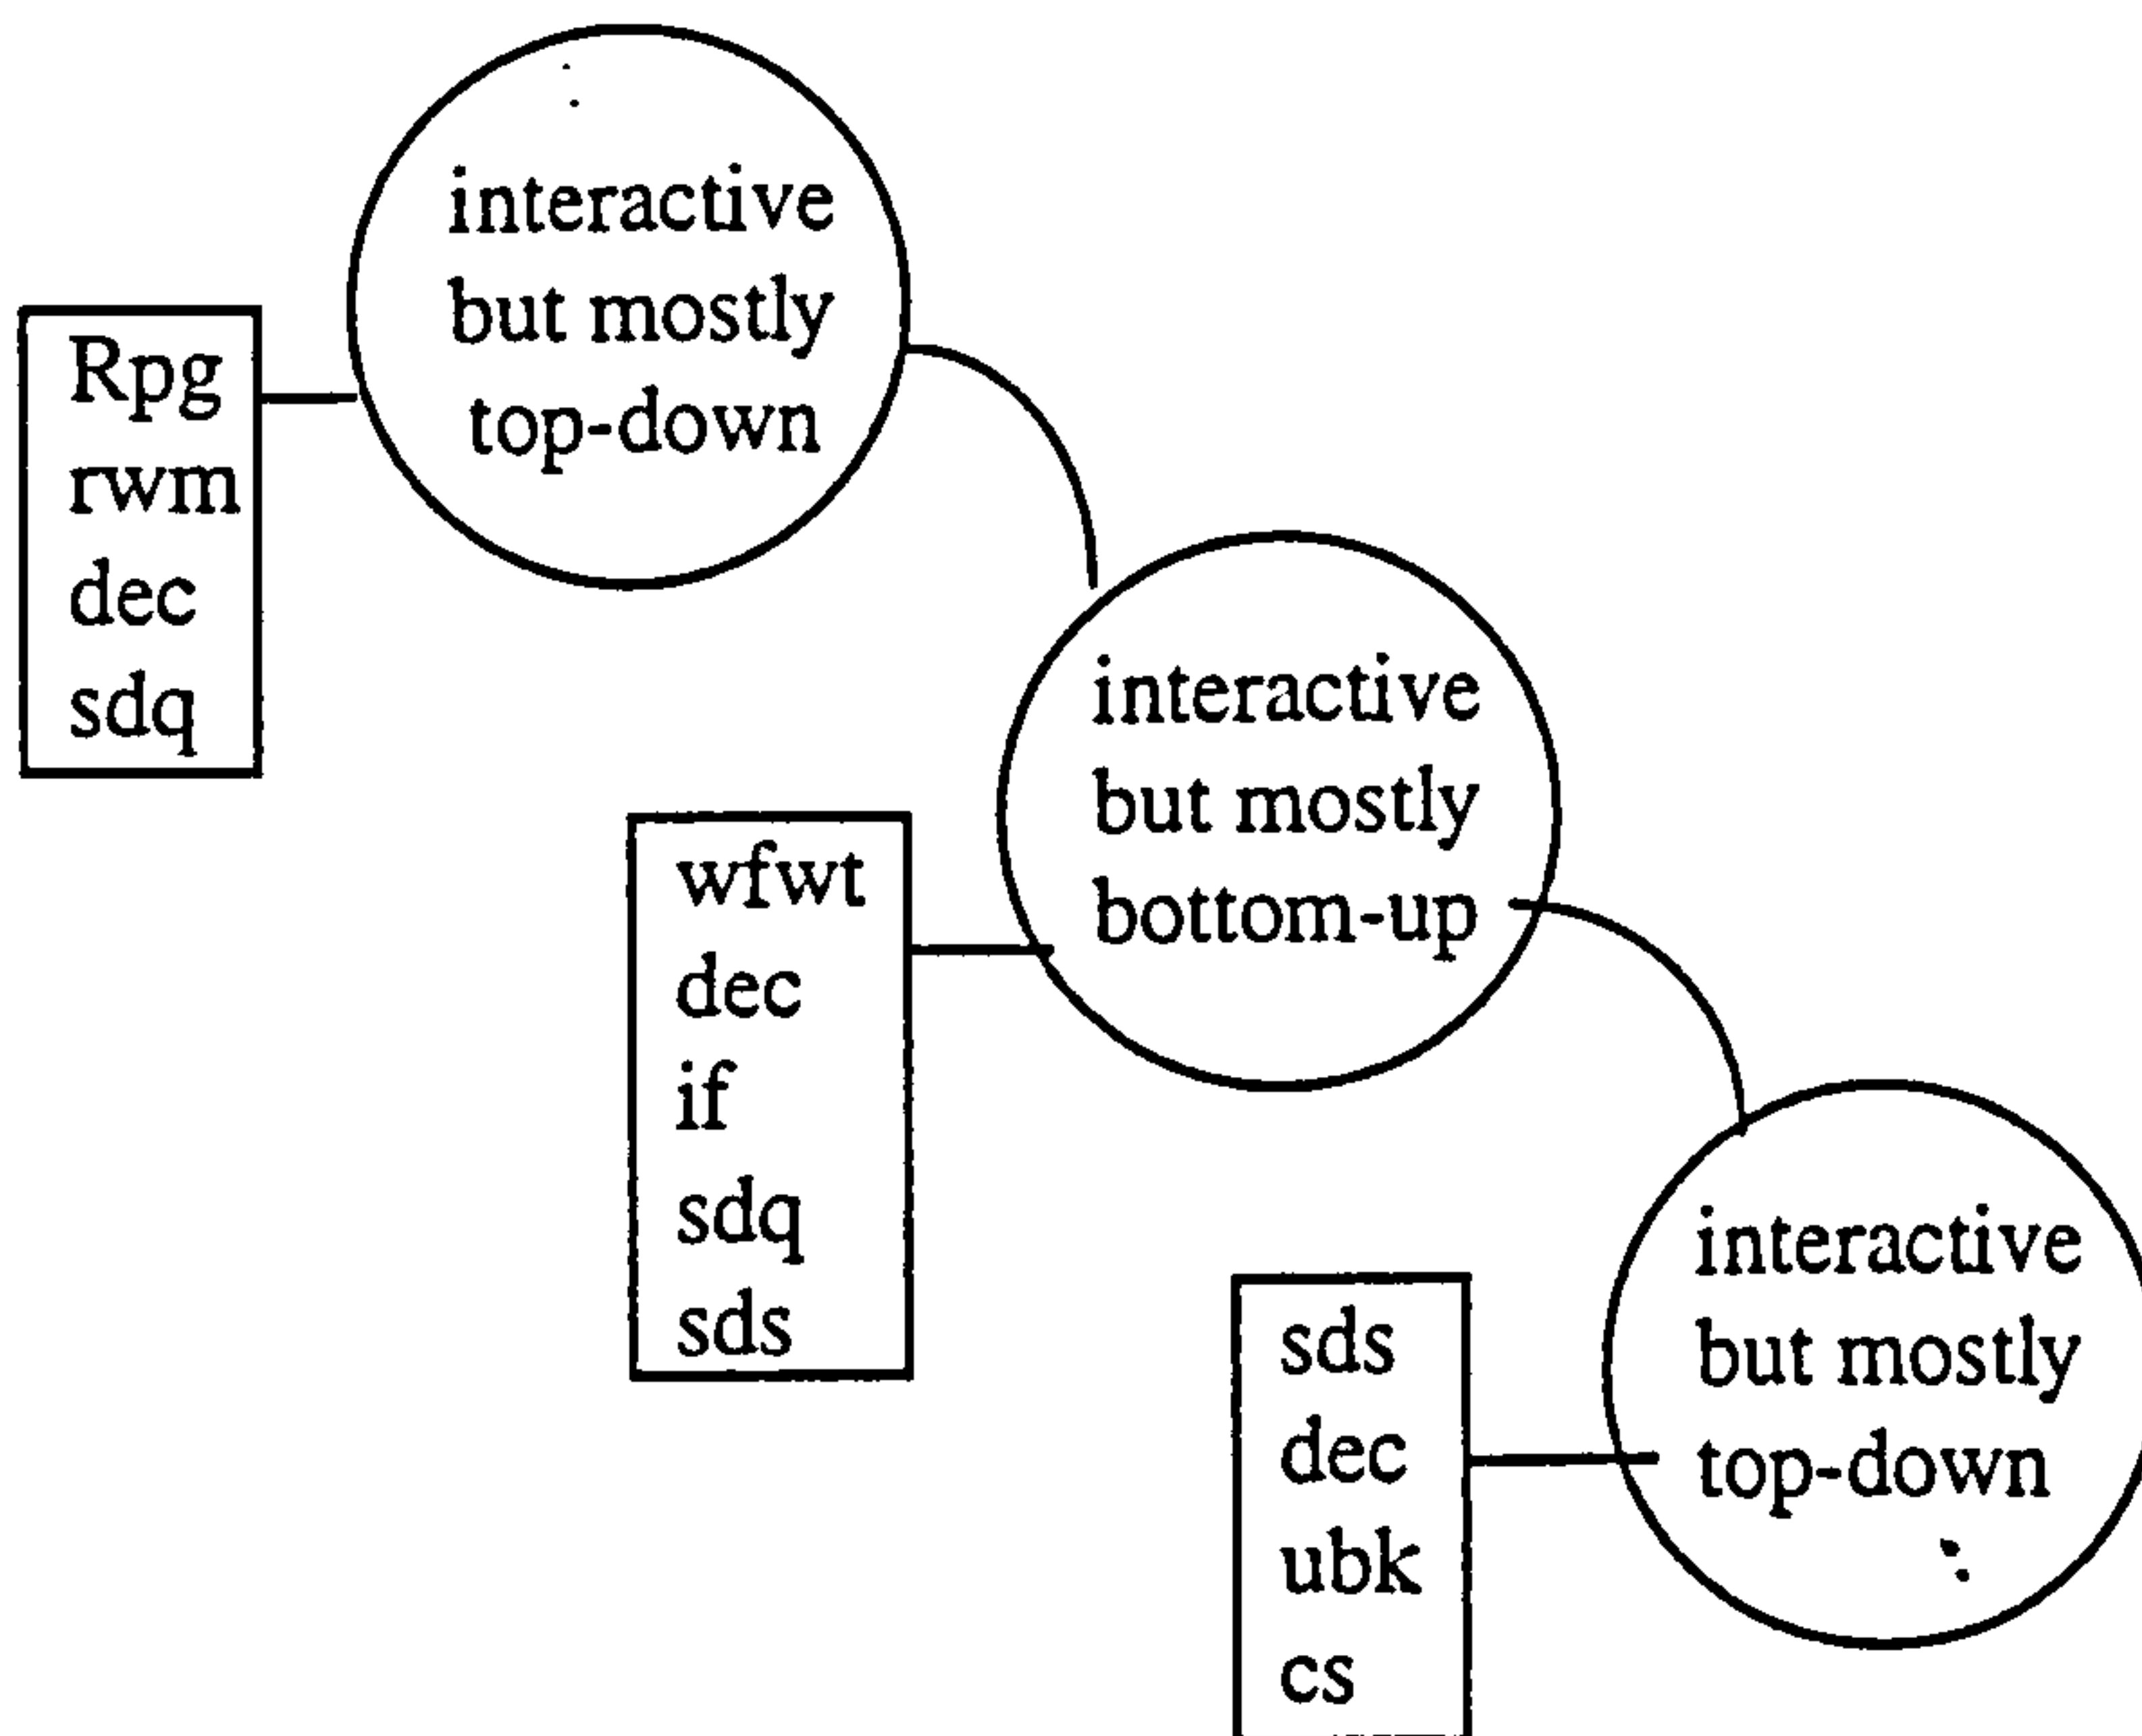 interactive
but mostly
top-down
Rpg
rwm
dec
sdq
interactive
but mostly
bottom-up
wfwt
dec
if
sdq
sds
interactive
but mostly
top-down
sds
dec
ubk
cs